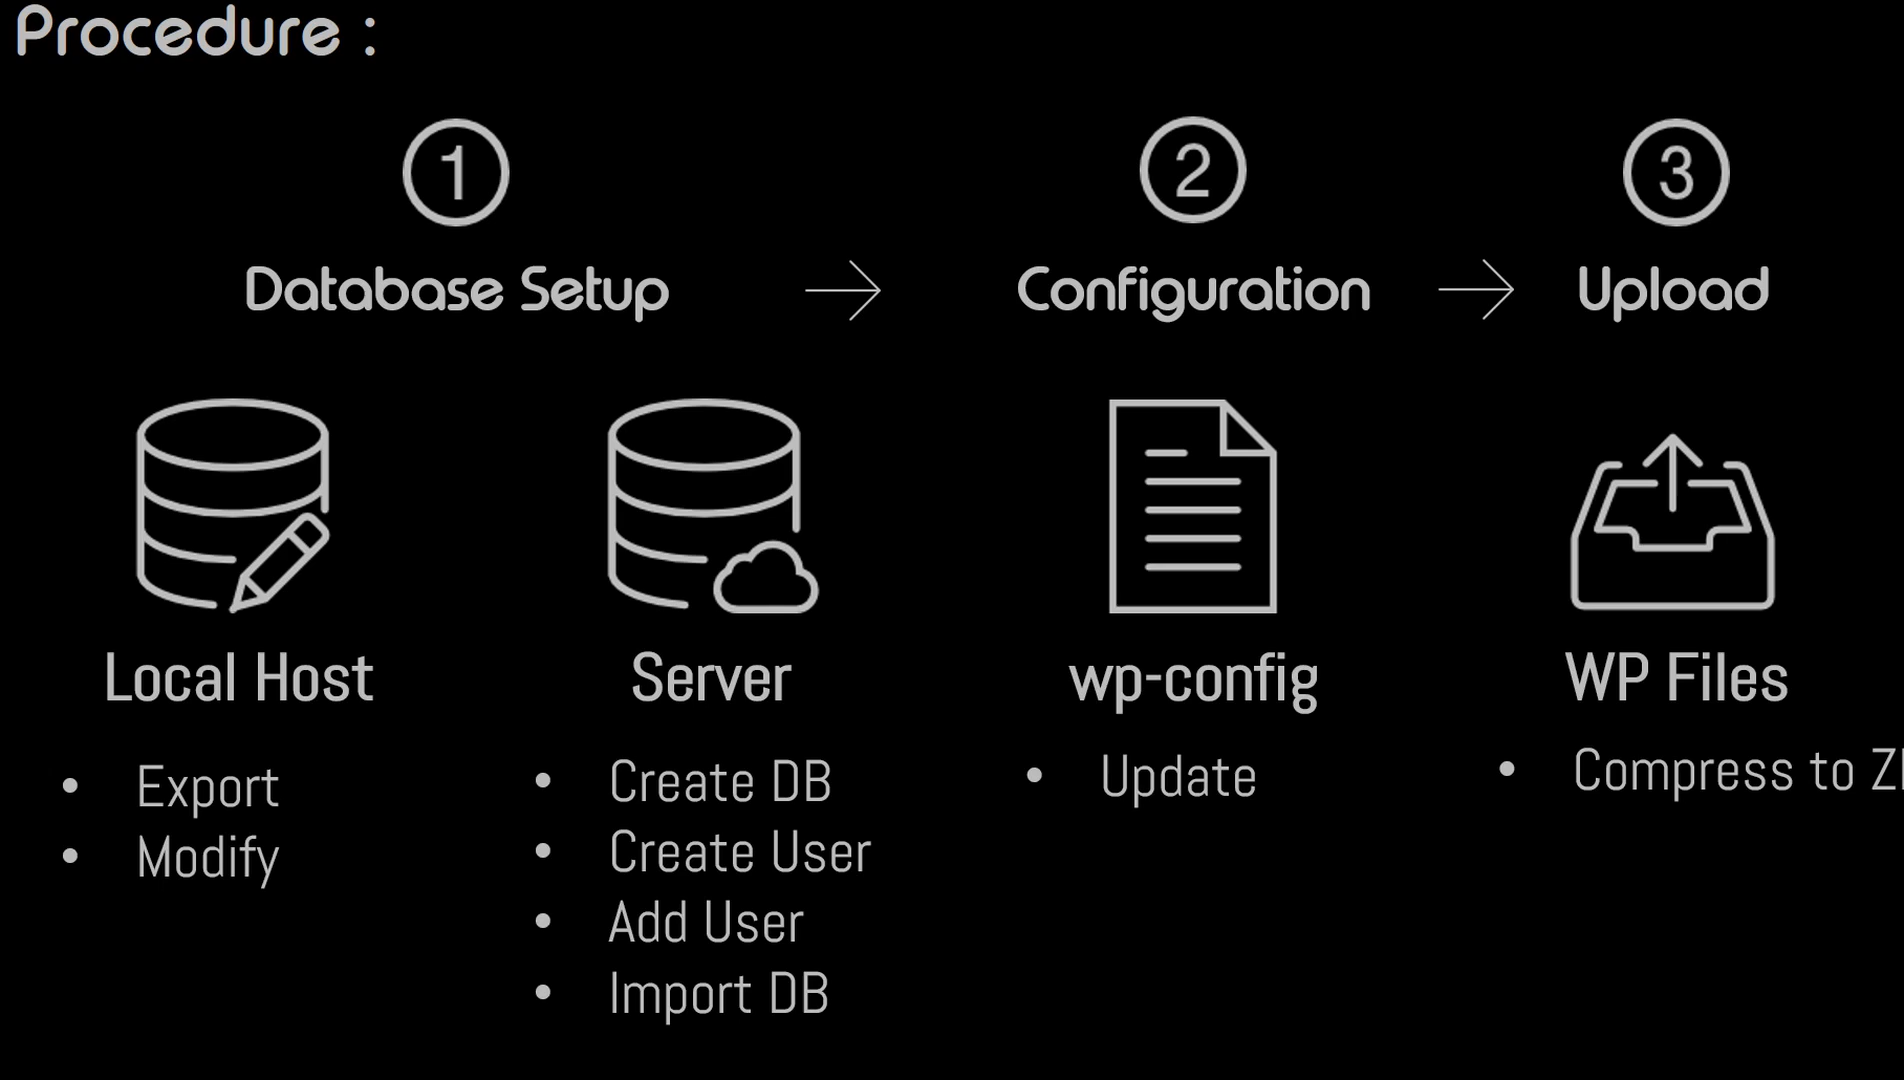 Procedure :
1
Database Setup
Local Host
• Export
• Modify
Server
• Create DB
• Create User
• Add User
• Import DB
2
Configuration
wp-config
• Update
3
Upload
WP Files
• Compress to